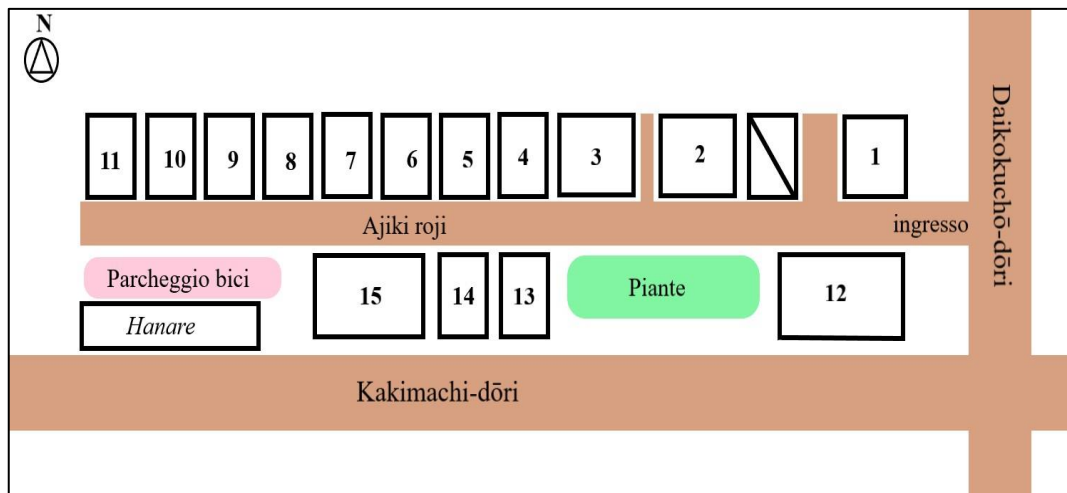 N
11 10 9 8 7 6 5 4 3 2 1
Ajiki roji
ingresso
Daikokuchō-dōri
Parcheggio bici
Hanare
15 14 13
Piante
12
Kakimachi-dōri